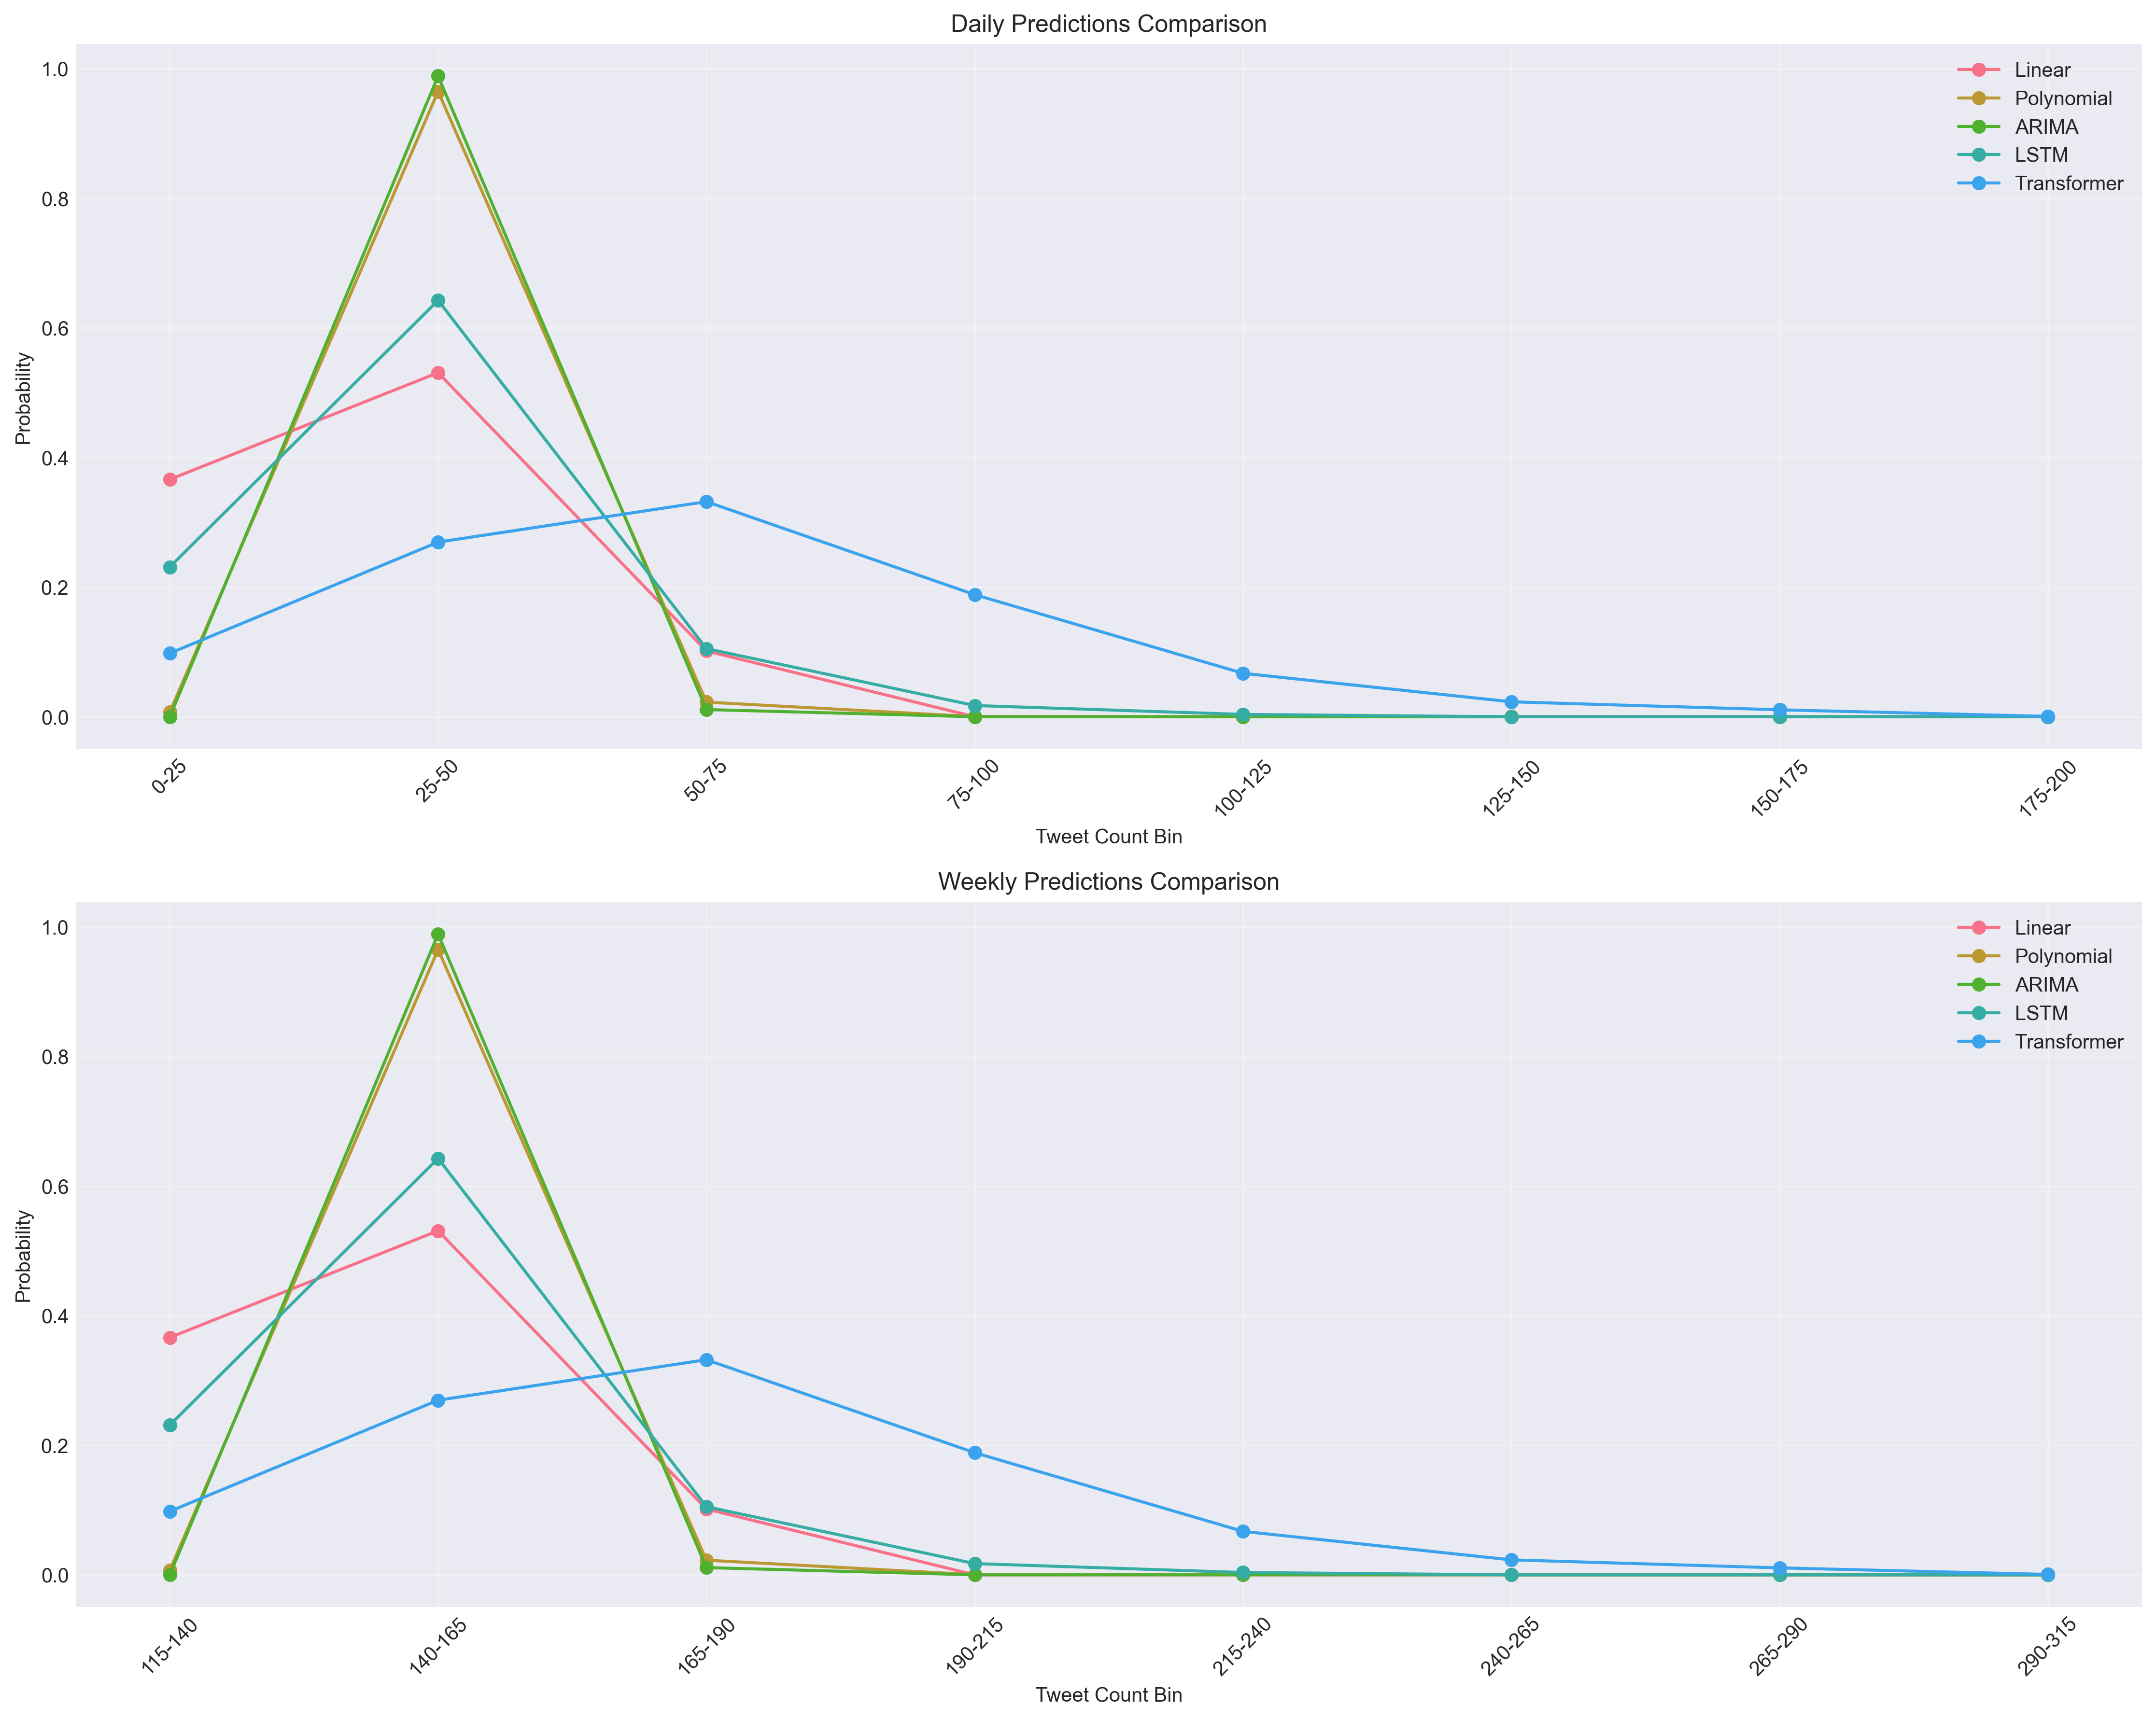 Daily Predictions Comparison
Linear
Polynomial
ARIMA
LSTM
Transformer
1.0
0.8
0.6
0.4
0.2
0.0
Probability
0-25
25-50
50-75
75-100
100-125
125-150
150-175
175-200
Tweet Count Bin
Weekly Predictions Comparison
Linear
Polynomial
ARIMA
LSTM
Transformer
1.0
0.8
0.6
0.4
0.2
0.0
Probability
115-140
140-165
165-190
190-215
215-240
240-265
265-290
290-315
Tweet Count Bin